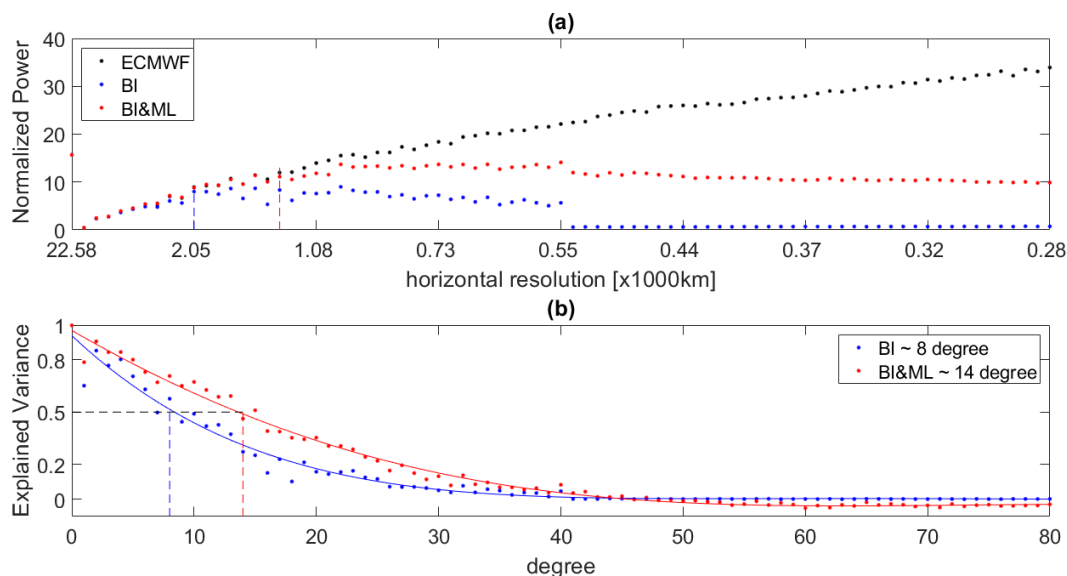 (a)
Normalized Power
40
30
20
10
0
ECMWF
BI
BI&ML
22.58 2.05 1.08 0.73 0.55 0.44 0.37 0.32 0.28
horizontal resolution [x1000km]
(b)
Explained Variance
1
0.8
0.5
0.2
0
BI ~ 8 degree
BI&ML ~ 14 degree
0 10 20 30 40 50 60 70 80
degree